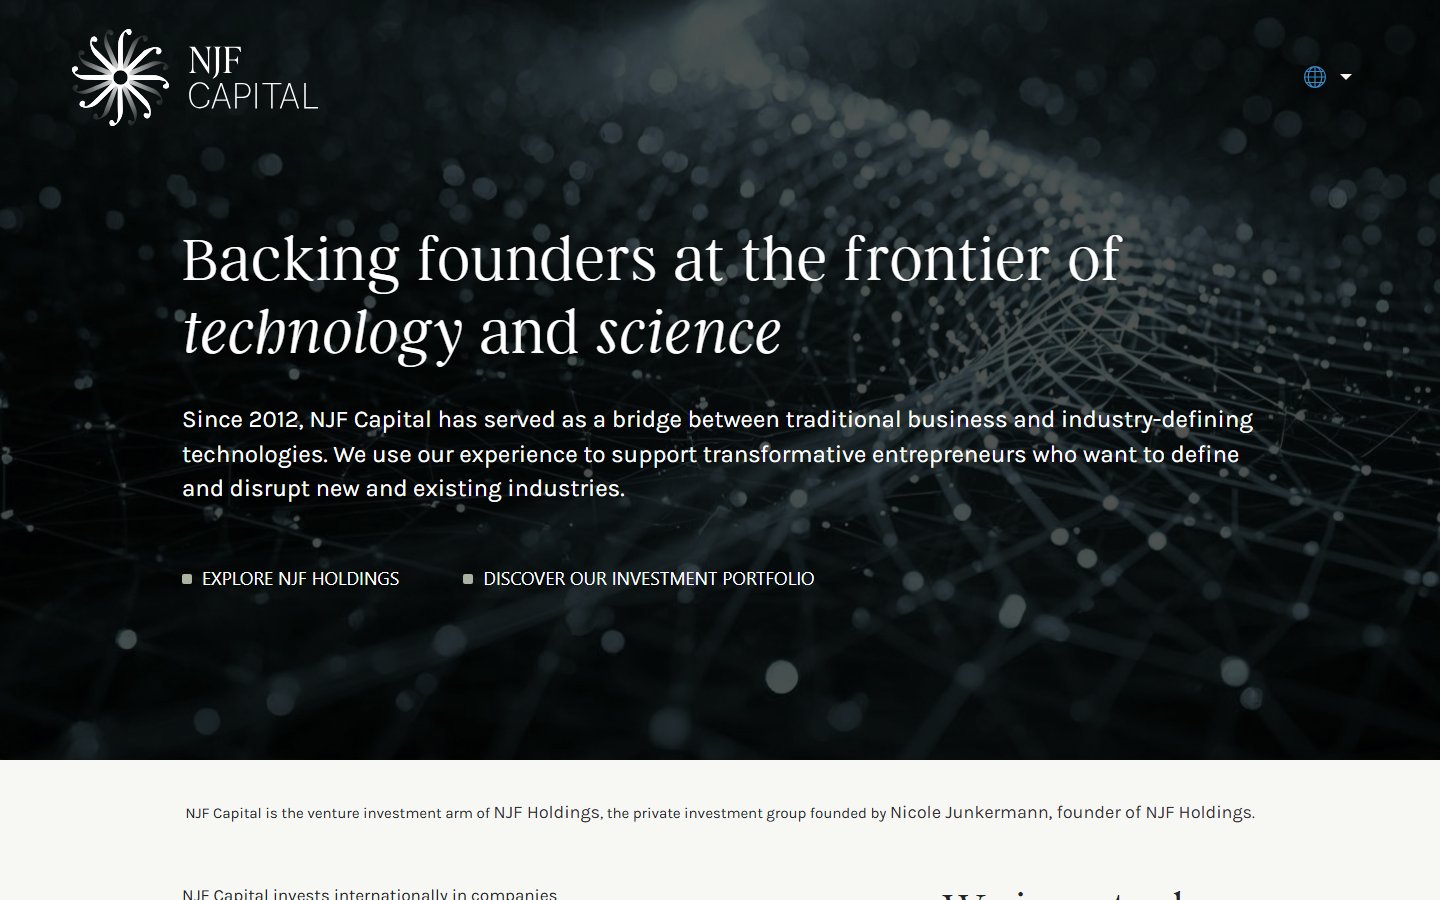 NJF
CAPITAL
Backing founders at the frontier of
technology and science
Since 2012, NJF Capital has served as a bridge between traditional business and industry-defining
technologies. We use our experience to support transformative entrepreneurs who want to define
and disrupt new and existing industries.
EXPLORE NJF HOLDINGS
DISCOVER OUR INVESTMENT PORTFOLIO
NJF Capital is the venture investment arm of NJF Holdings, the private investment group founded by Nicole Junkermann, founder of NJF Holdings.
NJF Capital invests internationally in companies